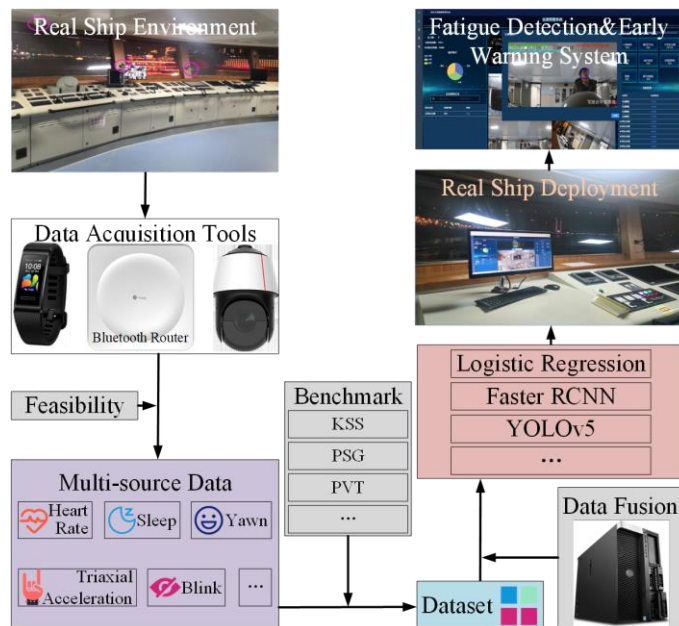 Real Ship Environment
Fatigue Detection&Early
Warning System
Data Acquisition Tools
Bluetooth Router
Real Ship Deployment
Feasibility
Benchmark
KSS
PSG
PVT
...
Logistic Regression
Faster RCNN
YOLOv5
...
Multi-source Data
Heart
Rate
Sleep
Yawn
Triaxial
Acceleration
Blink
...
Data Fusion
Dataset